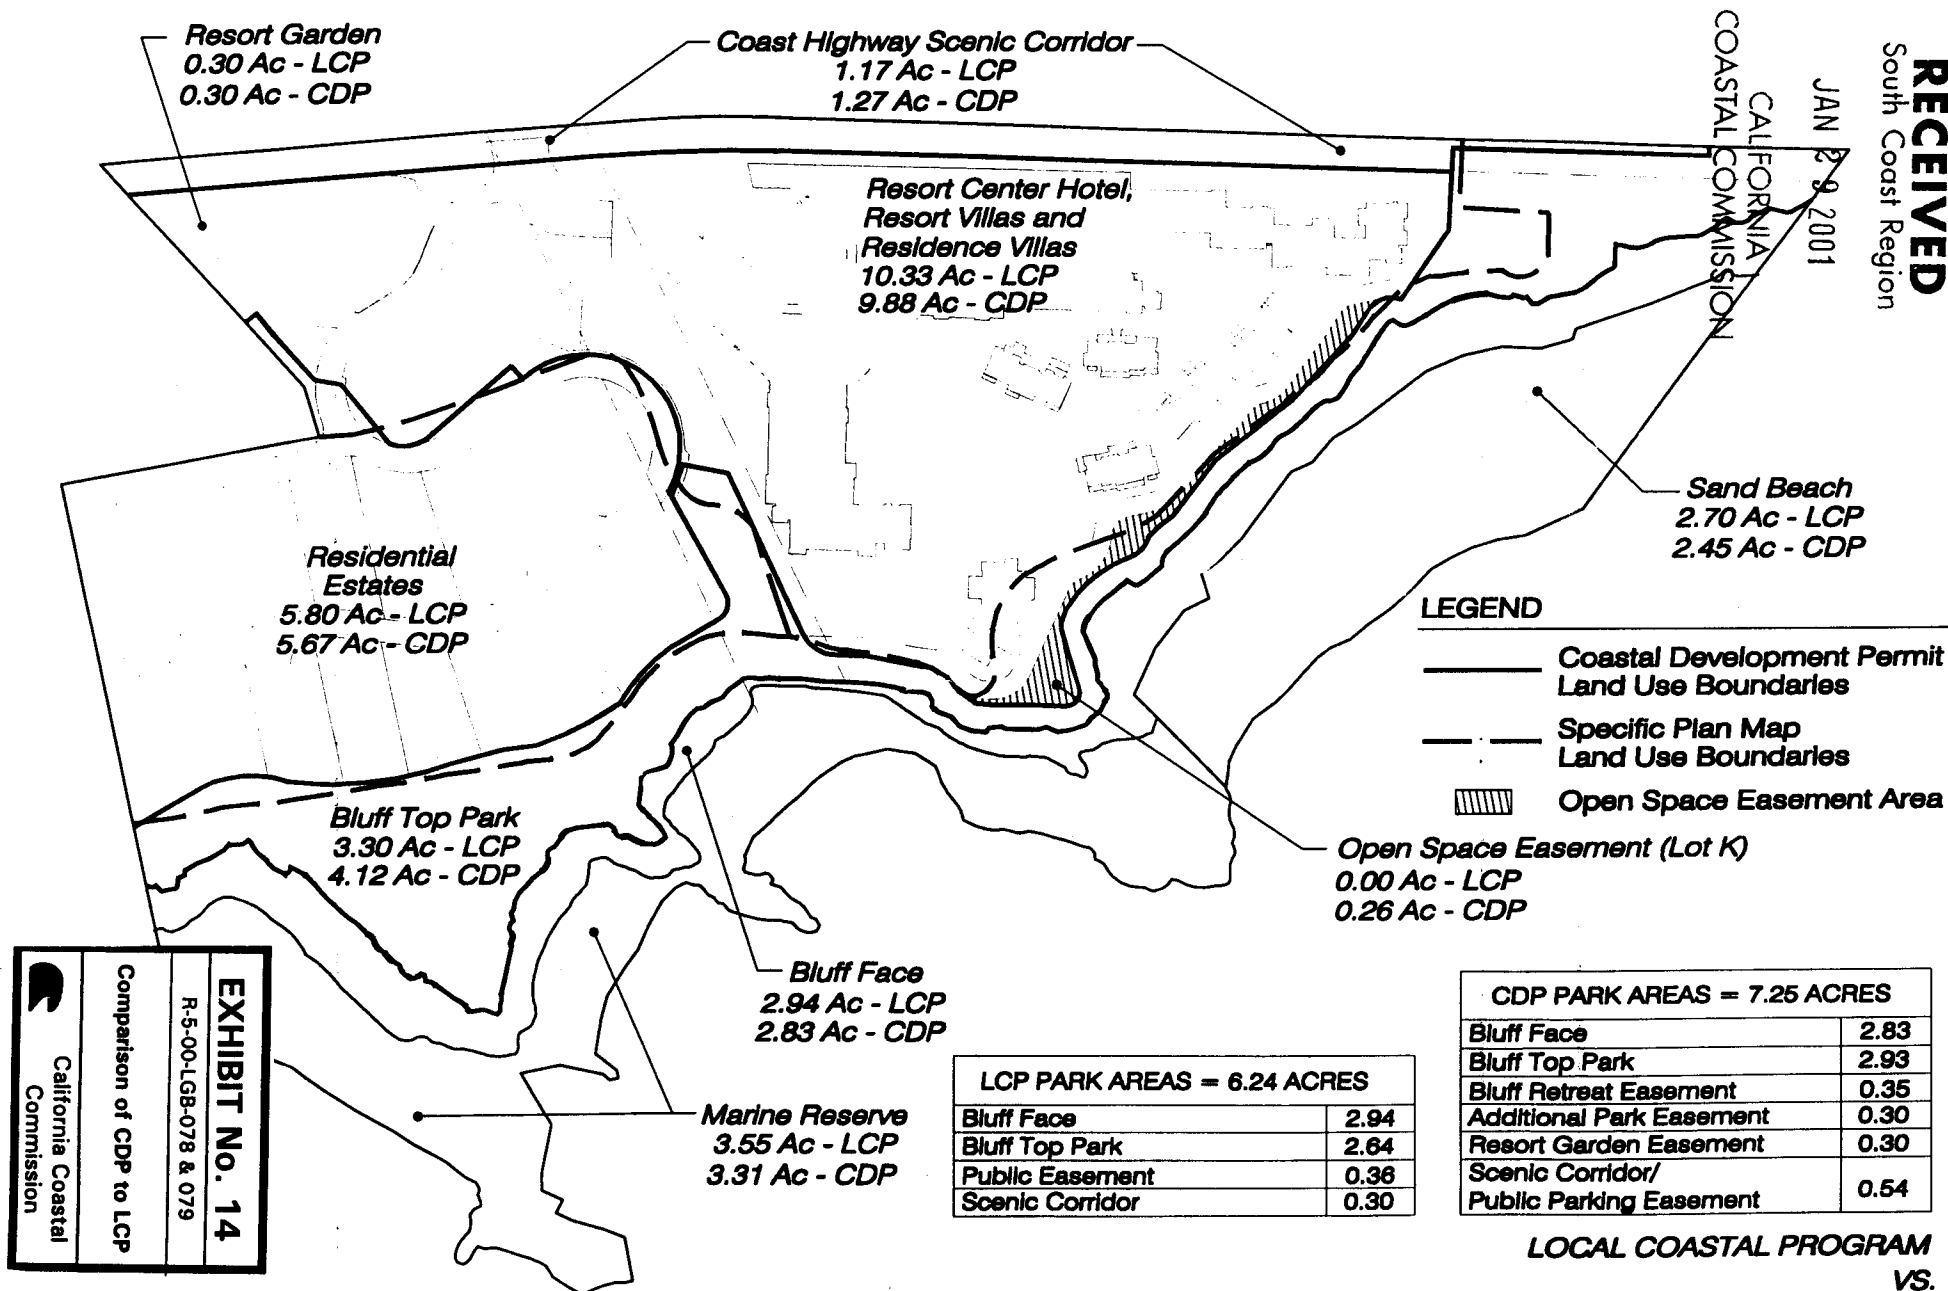 Resort Garden
0.30 Ac - LCP
0.30 Ac - CDP
Coast Highway Scenic Corridor
1.17 Ac - LCP
1.27 Ac - CDP
RECEIVED
South Coast Region
JAN 29 2001
CALIFORNIA
COASTAL COMMISSION
Resort Center Hotel,
Resort Villas and
Residence Villas
10.33 Ac - LCP
9.88 Ac - CDP
Sand Beach
2.70 Ac - LCP
2.45 Ac - CDP
Residential
Estates
5.80 Ac - LCP
5.67 Ac - CDP
LEGEND
Coastal Development Permit
Land Use Boundaries
Specific Plan Map
Land Use Boundaries
Open Space Easement Area
Bluff Top Park
3.30 Ac - LCP
4.12 Ac - CDP
Open Space Easement (Lot K)
0.00 Ac - LCP
0.26 Ac - CDP
Bluff Face
2.94 Ac - LCP
2.83 Ac - CDP
Marine Reserve
3.55 Ac - LCP
3.31 Ac - CDP
EXHIBIT No. 14
R-5-00-LGB-078 & 079
Comparison of CDP to LCP
California Coastal
Commission
LCP PARK AREAS = 6.24 ACRES
Bluff Face 2.94
Bluff Top Park 2.64
Public Easement 0.36
Scenic Corridor 0.30
CDP PARK AREAS = 7.25 ACRES
Bluff Face 2.83
Bluff Top Park 2.93
Bluff Retreat Easement 0.35
Additional Park Easement 0.30
Resort Garden Easement 0.30
Scenic Corridor/
Public Parking Easement 0.54
LOCAL COASTAL PROGRAM
VS.